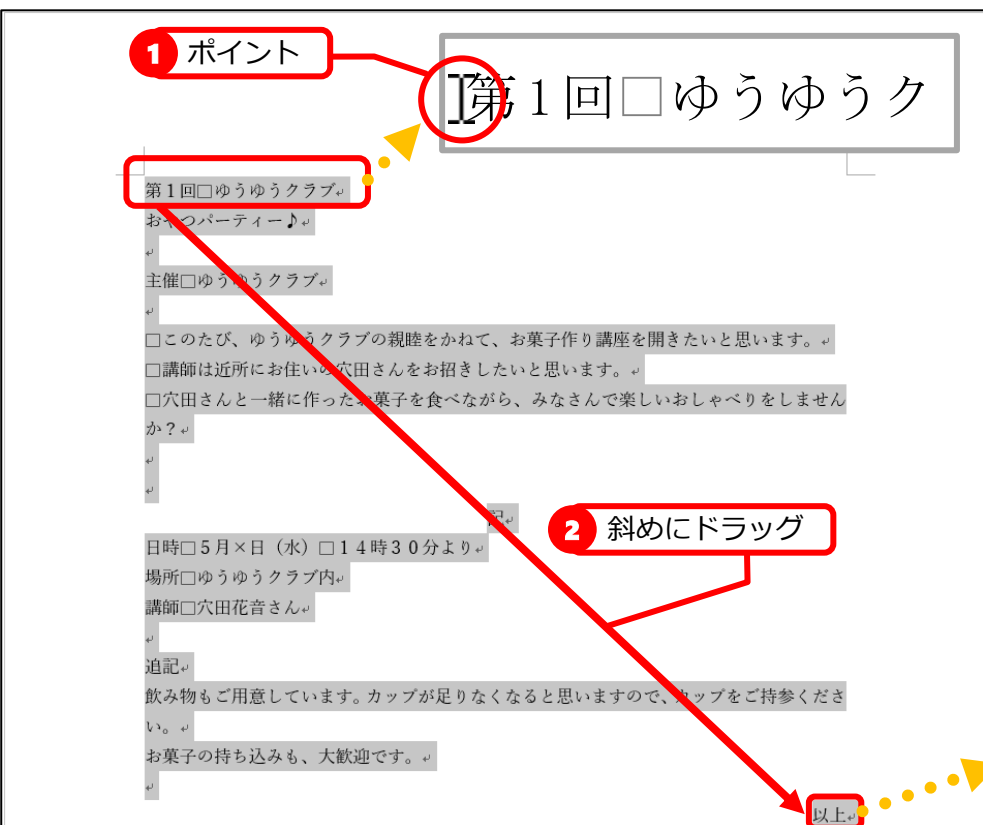 1 ポイント
第1回□ゆうゆうク
第1回□ゆうゆうクラブ↵
おやつパーティー♪↵
↵
主催□ゆうゆうクラブ↵
↵
□このたび、ゆうゆうクラブの親睦をかねて、お菓子作り講座を開きたいと思います。↵
□講師は近所にお住いの穴田さんをお招きしたいと思います。↵
□穴田さんと一緒に作ったお菓子を食べながら、みなさんで楽しいおしゃべりをしません
か？↵
↵
↵
記↵
2 斜めにドラッグ
日時□5月×日（水）□14時30分より↵
場所□ゆうゆうクラブ内↵
講師□穴田花音さん↵
↵
追記↵
飲み物もご用意しています。カップが足りなくなると思いますので、カップをご持参くださ
い。↵
お菓子の持ち込みも、大歓迎です。↵
↵
以上↵